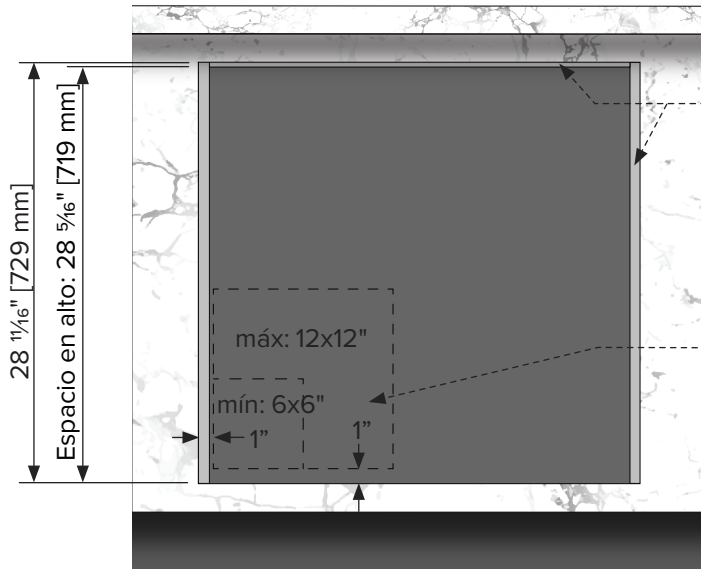 28 ¹¹⁄₁₆" [729 mm]
Espacio en alto: 28 ⁵⁄₁₆" [719 mm]
máx: 12x12"
mín: 6x6"
1”
1”